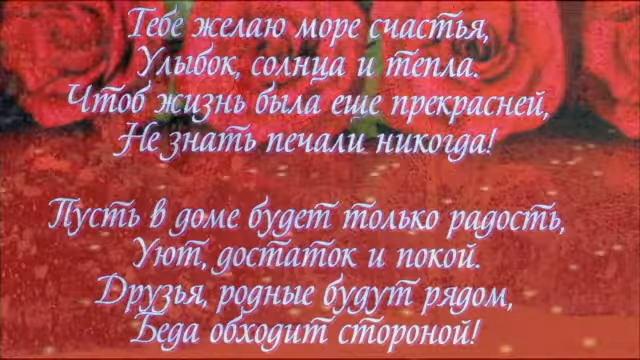 Тебе желаю море счастья,
Улыбок, солнца и тепла.
Чтоб жизнь была еще прекрасней,
Не знать печали никогда!
Пусть в доме будет только радость,
Уют, достаток и покой.
Друзья, родные будут рядом,
Беда обходит стороной!